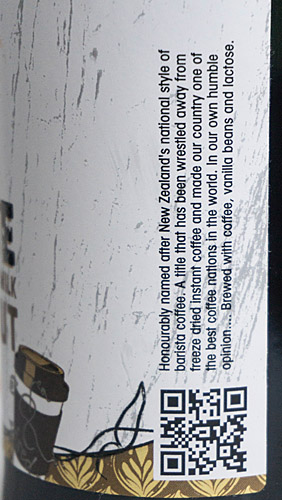 Honourably named after New Zealand's national style of
barista coffee. A title that has been wrestled away from
freeze dried instant coffee and made our country one of
the best coffee nations in the world. In our own humble
opinion.... Brewed with coffee, vanilla beans and lactose.